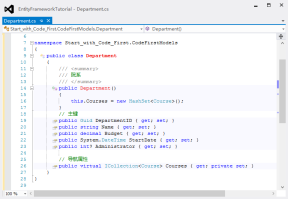 EntityFrameworkTutorial - Department.cs
Department.cs
Start_with_Code_First.CodeFirstModels.Department
Department()
namespace Start_with_Code_First.CodeFirstModels
{
public class Department
{
/// <summary>
/// 院系
/// </summary>
public Department()
{
this.Courses = new HashSet<Course>();
}
// 主键
public Guid DepartmentID { get; set; }
public string Name { get; set; }
public decimal Budget { get; set; }
public System.DateTime StartDate { get; set; }
public int? Administrator { get; set; }
// 导航属性
public virtual ICollection<Course> Courses { get; private set; }
}
}
100 %